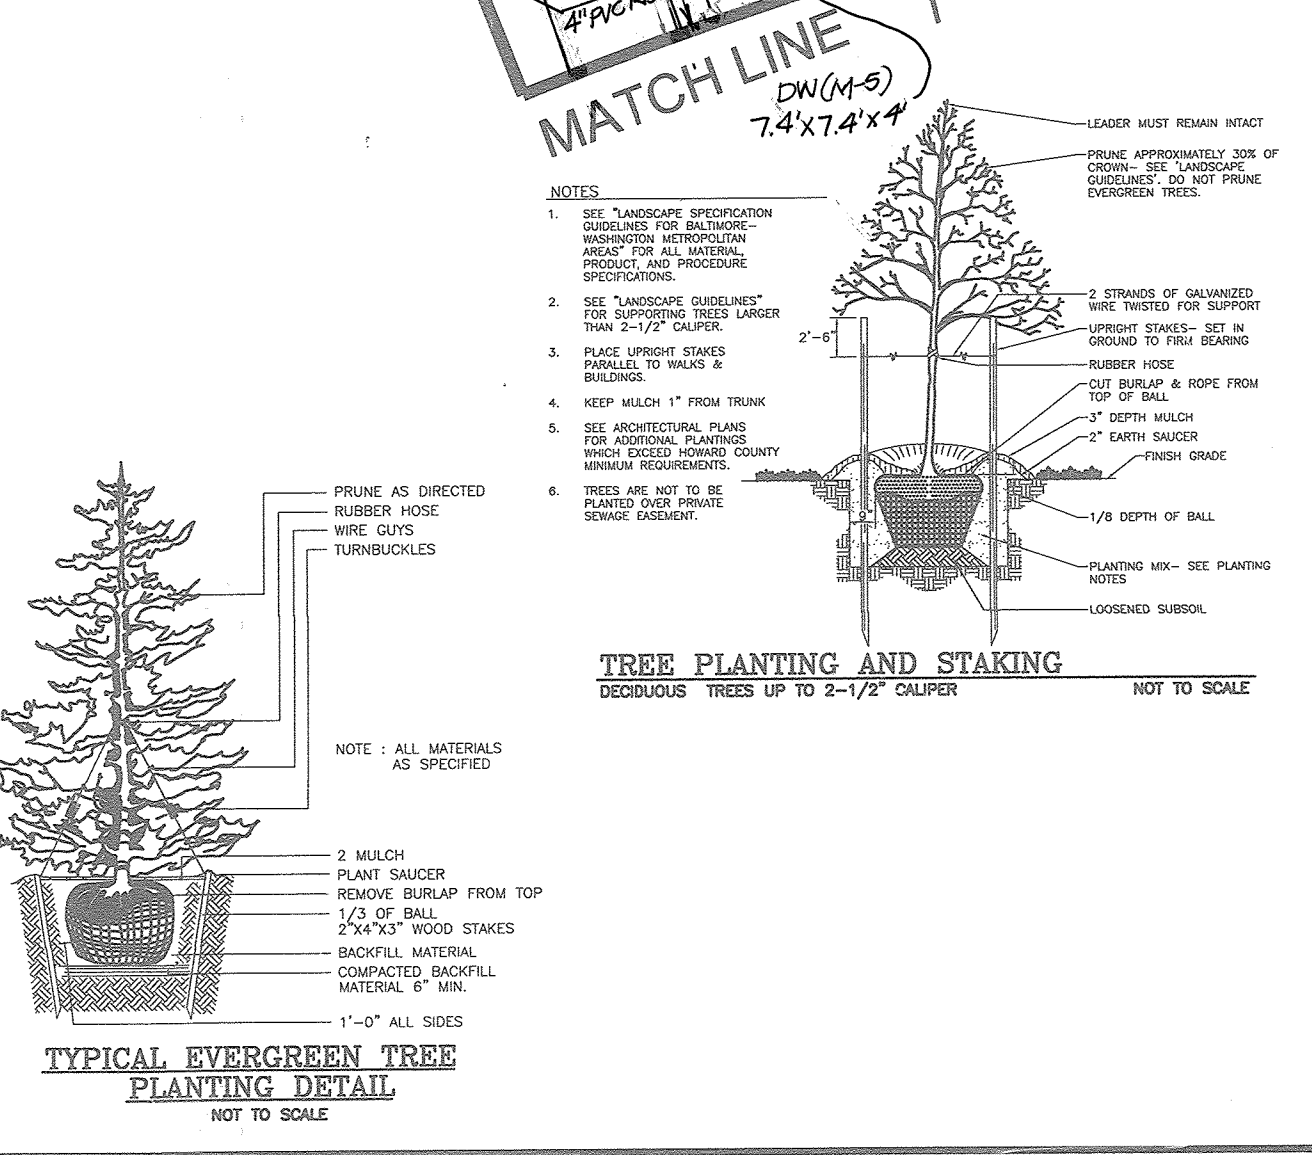 4" PVC
MATCH LINE
DW (M-5)
7.4'X7.4'X4'
NOTES
1. SEE "LANDSCAPE SPECIFICATION
GUIDELINES FOR BALTIMORE-
WASHINGTON METROPOLITAN
AREAS" FOR ALL MATERIAL,
PRODUCT, AND PROCEDURE
SPECIFICATIONS.
2. SEE "LANDSCAPE GUIDELINES"
FOR SUPPORTING TREES LARGER
THAN 2-1/2" CALIPER.
3. PLACE UPRIGHT STAKES
PARALLEL TO WALKS &
BUILDINGS.
4. KEEP MULCH 1" FROM TRUNK
5. SEE ARCHITECTURAL PLANS
FOR ADDITIONAL PLANTINGS
WHICH EXCEED HOWARD COUNTY
MINIMUM REQUIREMENTS.
6. TREES ARE NOT TO BE
PLANTED OVER PRIVATE
SEWAGE EASEMENT.
LEADER MUST REMAIN INTACT
PRUNE APPROXIMATELY 30% OF
CROWN- SEE 'LANDSCAPE
GUIDELINES'. DO NOT PRUNE
EVERGREEN TREES.
2 STRANDS OF GALVANIZED
WIRE TWISTED FOR SUPPORT
UPRIGHT STAKES- SET IN
GROUND TO FIRM BEARING
RUBBER HOSE
CUT BURLAP & ROPE FROM
TOP OF BALL
3" DEPTH MULCH
2" EARTH SAUCER
FINISH GRADE
1/8 DEPTH OF BALL
PLANTING MIX- SEE PLANTING
NOTES
LOOSENED SUBSOIL
2'-6"
9"
TREE PLANTING AND STAKING
DECIDUOUS TREES UP TO 2-1/2" CALIPER NOT TO SCALE
PRUNE AS DIRECTED
RUBBER HOSE
WIRE GUYS
TURNBUCKLES
NOTE : ALL MATERIALS
AS SPECIFIED
2 MULCH
PLANT SAUCER
REMOVE BURLAP FROM TOP
1/3 OF BALL
2"X4"X3" WOOD STAKES
BACKFILL MATERIAL
COMPACTED BACKFILL
MATERIAL 6" MIN.
1'-0" ALL SIDES
TYPICAL EVERGREEN TREE
PLANTING DETAIL
NOT TO SCALE